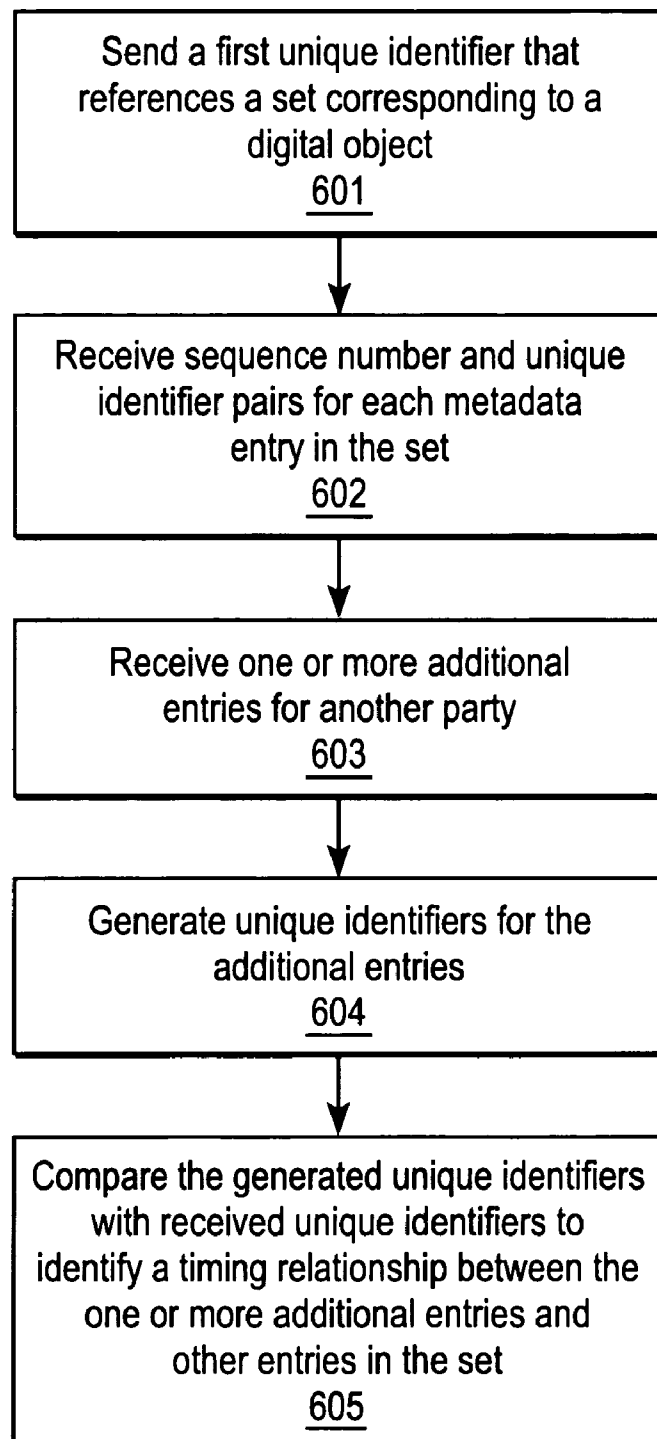 Send a first unique identifier that
references a set corresponding to a
digital object
601
Receive sequence number and unique
identifier pairs for each metadata
entry in the set
602
Receive one or more additional
entries for another party
603
Generate unique identifiers for the
additional entries
604
Compare the generated unique identifiers
with received unique identifiers to
identify a timing relationship between the
one or more additional entries and
other entries in the set
605